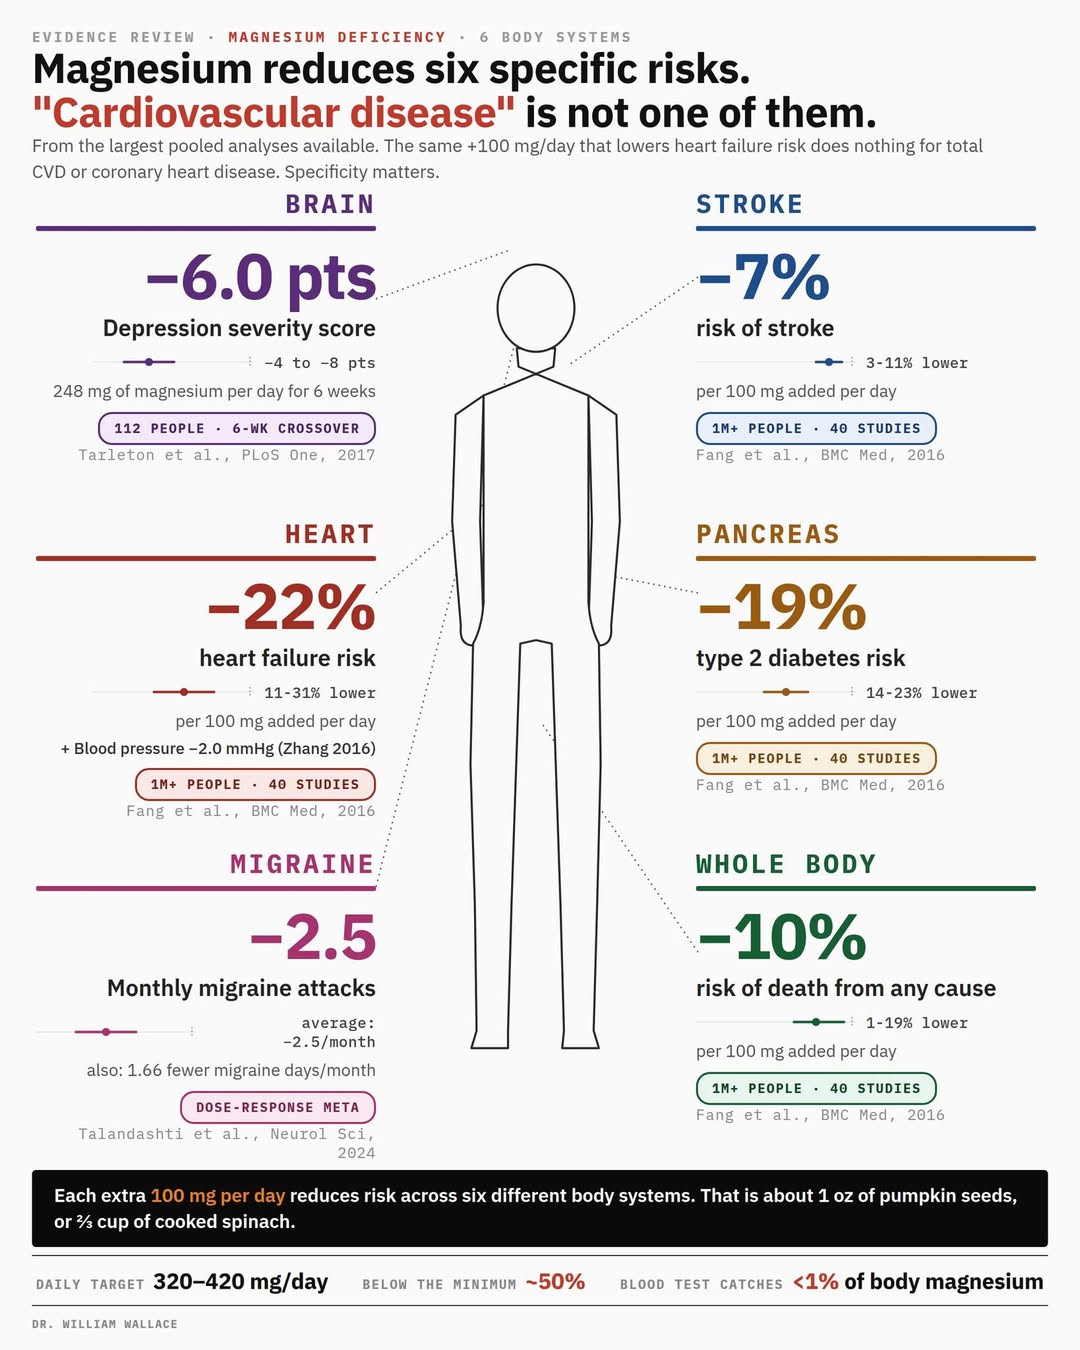 EVIDENCE REVIEW · MAGNESIUM DEFICIENCY · 6 BODY SYSTEMS
Magnesium reduces six specific risks.
"Cardiovascular disease" is not one of them.
From the largest pooled analyses available. The same +100 mg/day that lowers heart failure risk does nothing for total
CVD or coronary heart disease. Specificity matters.
BRAIN
−6.0 pts
Depression severity score
−4 to −8 pts
248 mg of magnesium per day for 6 weeks
112 PEOPLE · 6-WK CROSSOVER
Tarleton et al., PLoS One, 2017
STROKE
−7%
risk of stroke
3-11% lower
per 100 mg added per day
1M+ PEOPLE · 40 STUDIES
Fang et al., BMC Med, 2016
HEART
−22%
heart failure risk
11-31% lower
per 100 mg added per day
+ Blood pressure −2.0 mmHg (Zhang 2016)
1M+ PEOPLE · 40 STUDIES
Fang et al., BMC Med, 2016
PANCREAS
−19%
type 2 diabetes risk
14-23% lower
per 100 mg added per day
1M+ PEOPLE · 40 STUDIES
Fang et al., BMC Med, 2016
MIGRAINE
−2.5
Monthly migraine attacks
average:
−2.5/month
also: 1.66 fewer migraine days/month
DOSE-RESPONSE META
Talandashti et al., Neurol Sci,
2024
WHOLE BODY
−10%
risk of death from any cause
1-19% lower
per 100 mg added per day
1M+ PEOPLE · 40 STUDIES
Fang et al., BMC Med, 2016
Each extra 100 mg per day reduces risk across six different body systems. That is about 1 oz of pumpkin seeds,
or ⅔ cup of cooked spinach.
DAILY TARGET 320–420 mg/day BELOW THE MINIMUM ~50% BLOOD TEST CATCHES <1% of body magnesium
DR. WILLIAM WALLACE